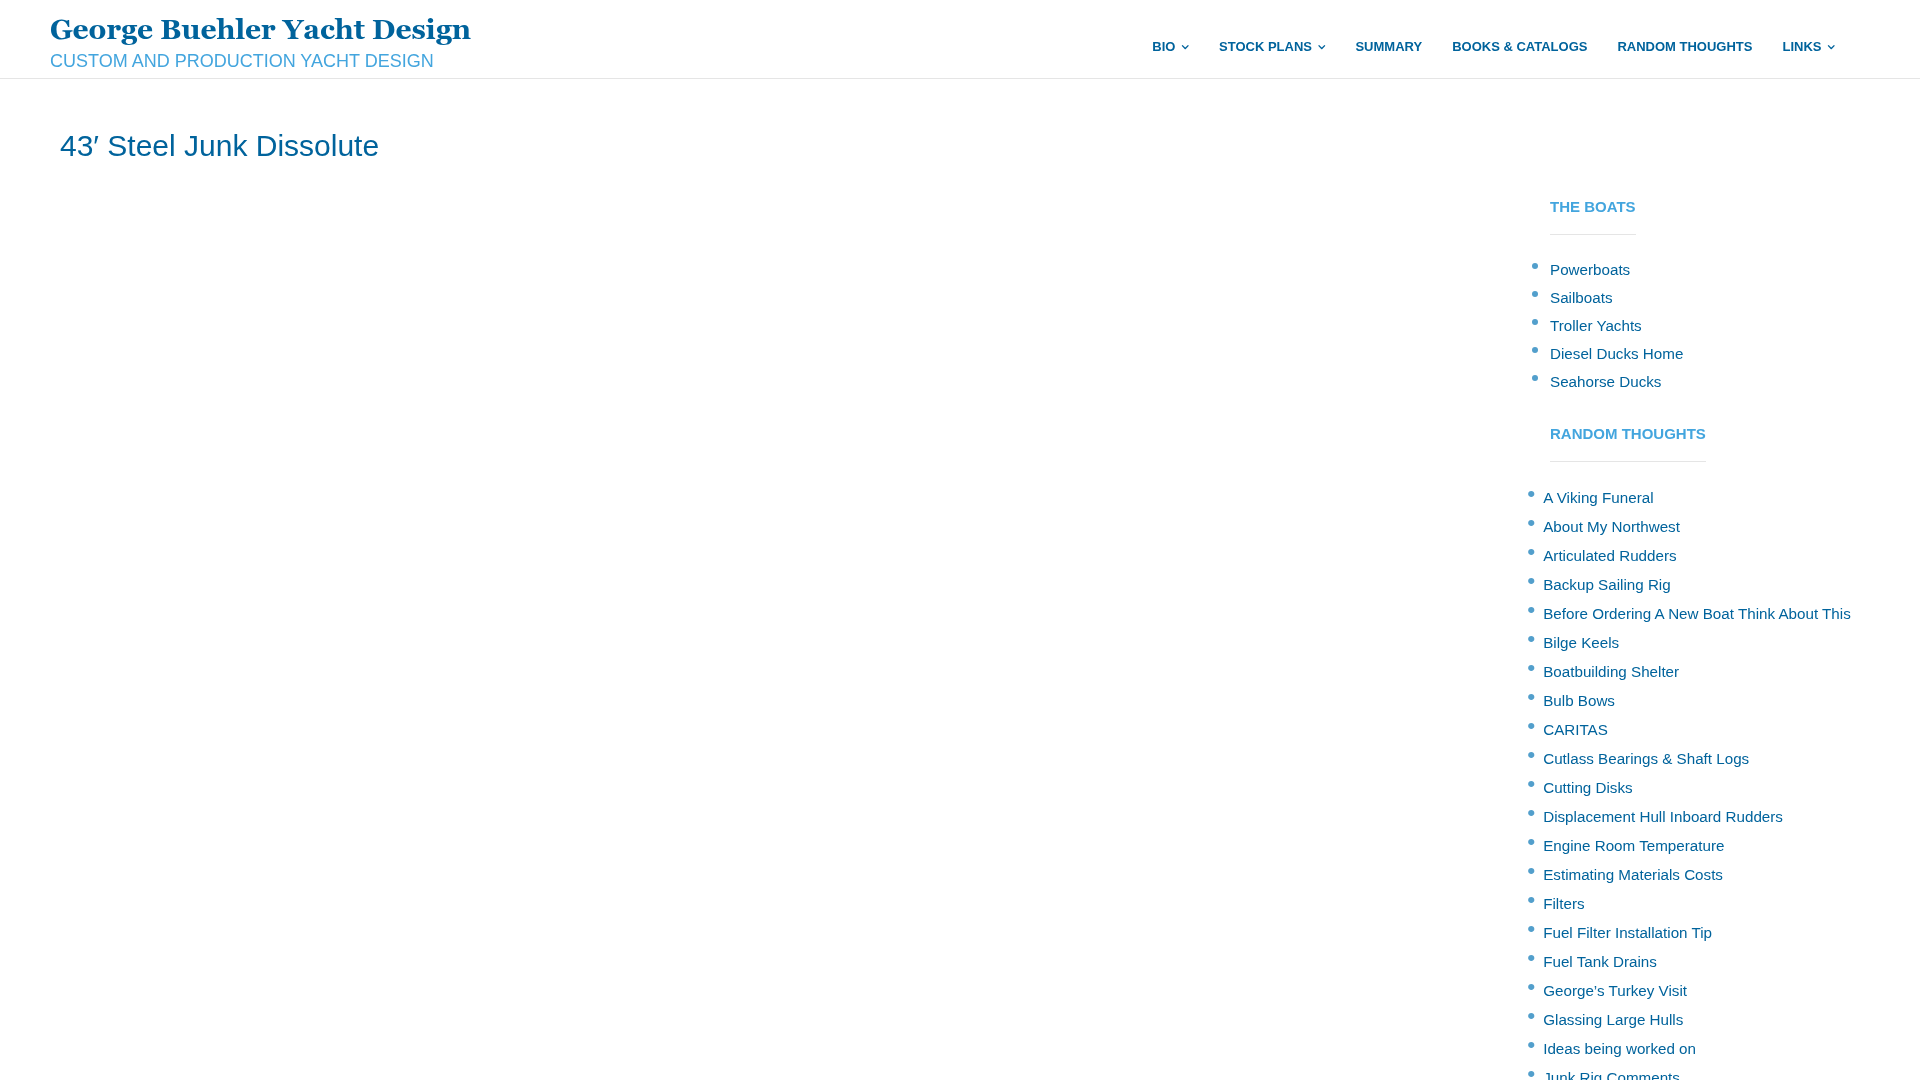 George Buehler Yacht Design
CUSTOM AND PRODUCTION YACHT DESIGN
BIO
STOCK PLANS
SUMMARY
BOOKS & CATALOGS
RANDOM THOUGHTS
LINKS
43′ Steel Junk Dissolute
THE BOATS
Powerboats
Sailboats
Troller Yachts
Diesel Ducks Home
Seahorse Ducks
RANDOM THOUGHTS
A Viking Funeral
About My Northwest
Articulated Rudders
Backup Sailing Rig
Before Ordering A New Boat Think About This
Bilge Keels
Boatbuilding Shelter
Bulb Bows
CARITAS
Cutlass Bearings & Shaft Logs
Cutting Disks
Displacement Hull Inboard Rudders
Engine Room Temperature
Estimating Materials Costs
Filters
Fuel Filter Installation Tip
Fuel Tank Drains
George’s Turkey Visit
Glassing Large Hulls
Ideas being worked on
Junk Rig Comments